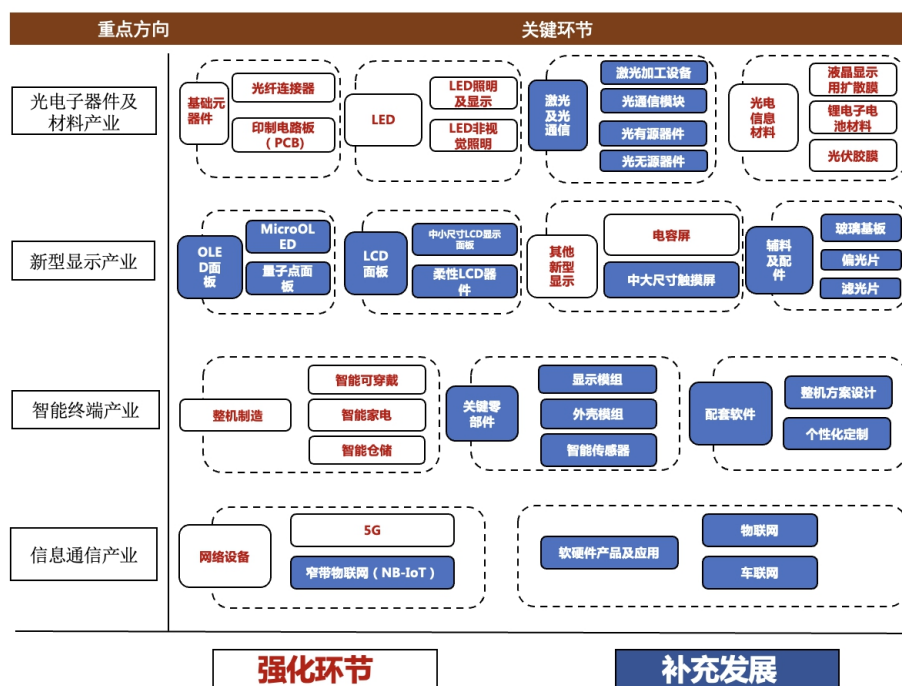 重点方向
关键环节
光电子器件及
材料产业
基础元
器件
光纤连接器
印制电路板
(PCB)
LED
LED照明
及显示
LED非视
觉照明
激光
及光
通信
激光加工设备
光通信模块
光有源器件
光无源器件
光电
信息
材料
液晶显示
用扩散膜
锂电子电
池材料
光伏胶膜
新型显示产业
OLE
D面
板
MicroOL
ED
量子点面
板
LCD
面板
中小尺寸LCD显示
面板
柔性LCD器
件
其他
新型
显示
电容屏
中大尺寸触摸屏
辅料
及配
件
玻璃基板
偏光片
滤光片
智能终端产业
整机制造
智能可穿戴
智能家电
智能仓储
关键零
部件
显示模组
外壳模组
智能传感器
配套软件
整机方案设计
个性化定制
信息通信产业
网络设备
5G
窄带物联网（NB-IoT）
软硬件产品及应用
物联网
车联网
强化环节
补充发展